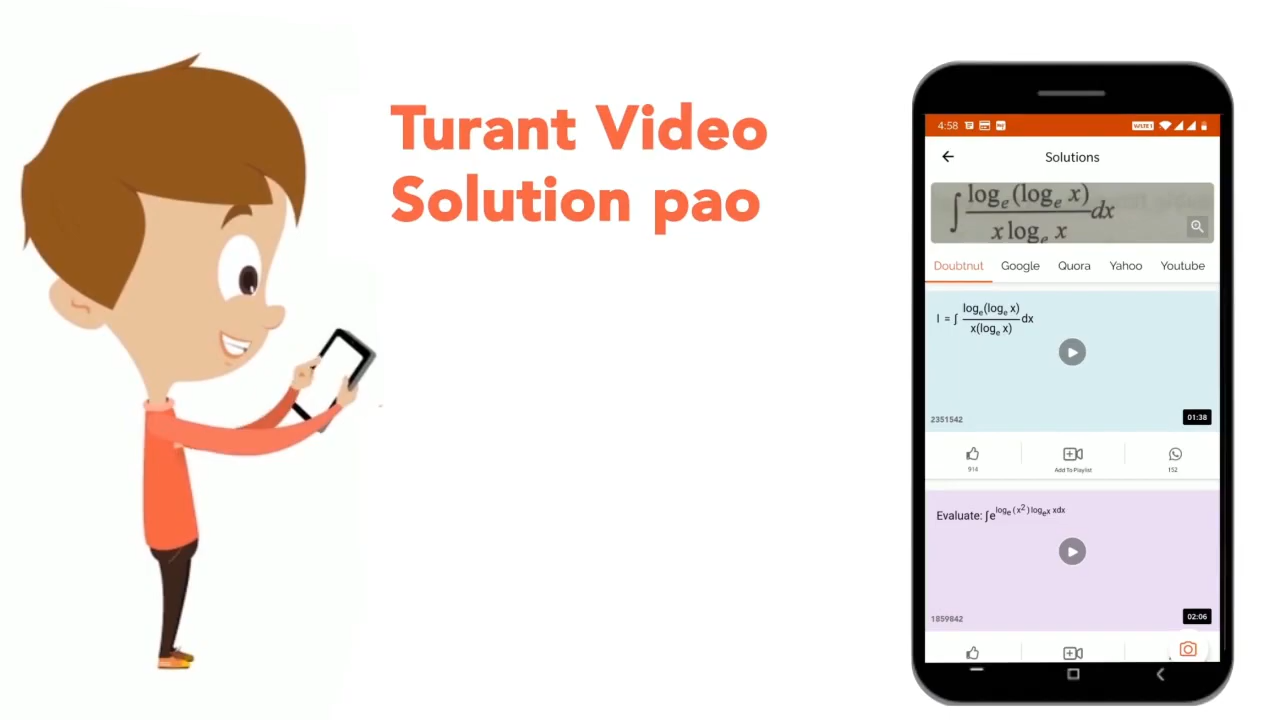 Turant Video
Solution pao
4:58
Solutions
∫ logₑ(logₑ x) / x logₑ x dx
Doubtnut Google Quora Yahoo Youtube
I = ∫ logₑ(logₑ x) / x(logₑ x) dx
2351542 01:38
914 Add To Playlist 152
Evaluate: ∫e^logₑ(x²)logₑx xdx
1859842 02:06